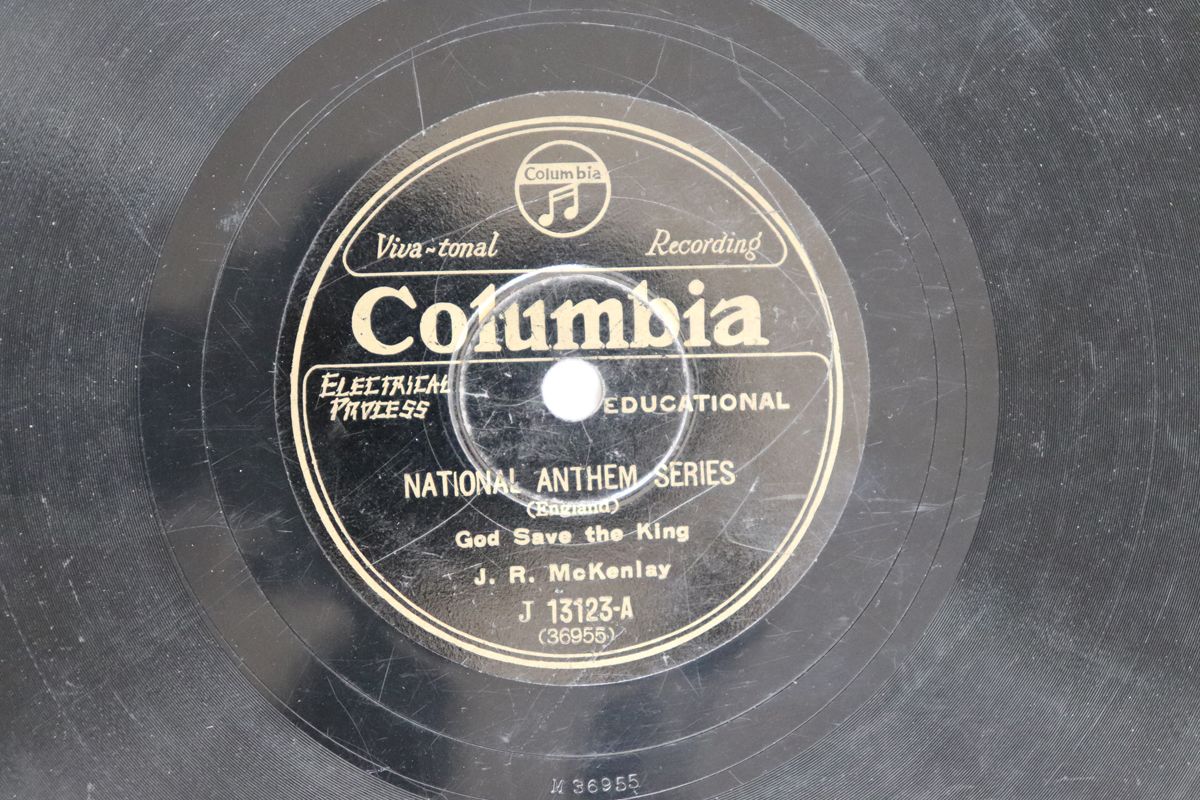 Columbia
Viva-tonal Recording
Columbia
ELECTRICAL
PROCESS
EDUCATIONAL
NATIONAL ANTHEM SERIES
(England)
God Save the King
J. R. McKenlay
J 13123-A
(36955)
M 36955